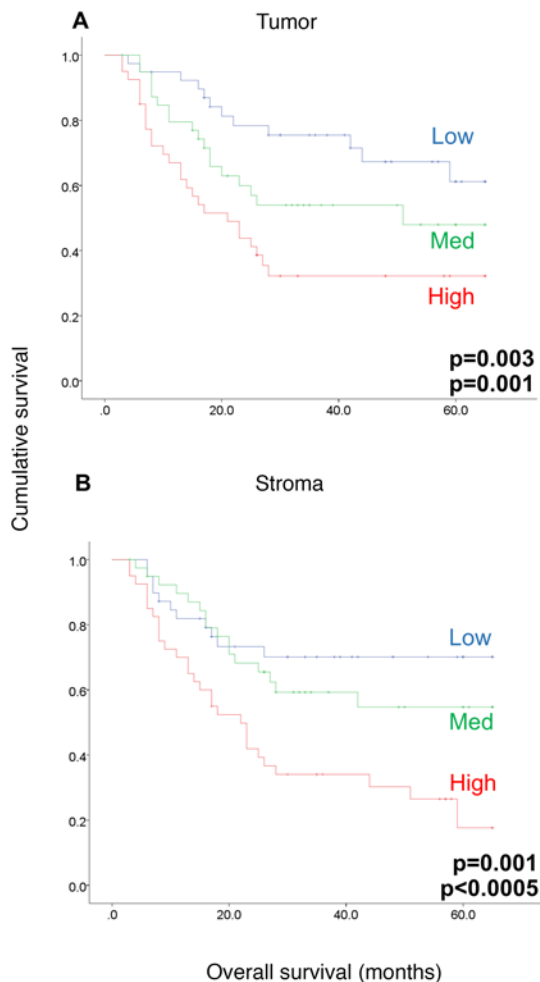 A
Tumor
1.0
0.8
0.6
0.4
0.2
0.0
Low
Med
High
p=0.003
p=0.001
.0 20.0 40.0 60.0
Cumulative survival
B
Stroma
1.0
0.8
0.6
0.4
0.2
0.0
Low
Med
High
p=0.001
p<0.0005
.0 20.0 40.0 60.0
Overall survival (months)